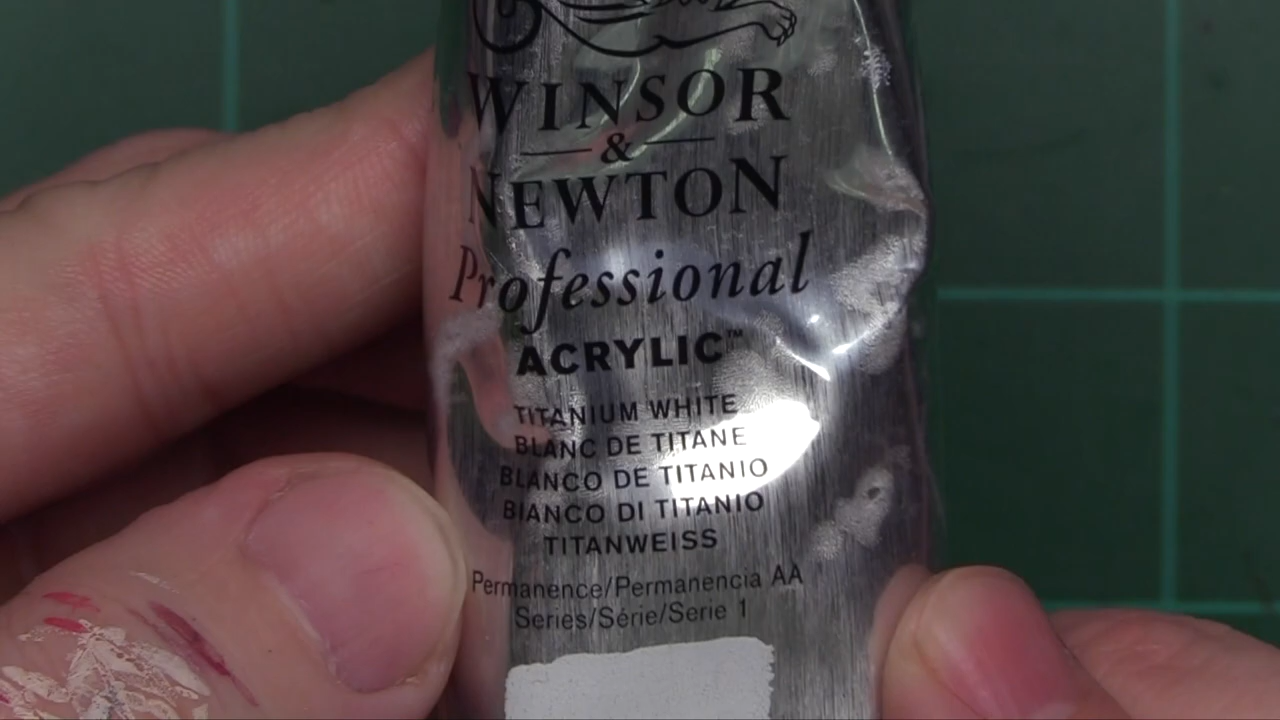 WINSOR
&
NEWTON
Professional
ACRYLIC™
TITANIUM WHITE
BLANC DE TITANE
BLANCO DE TITANIO
BIANCO DI TITANIO
TITANWEISS
Permanence/Permanencia AA
Series/Série/Serie 1